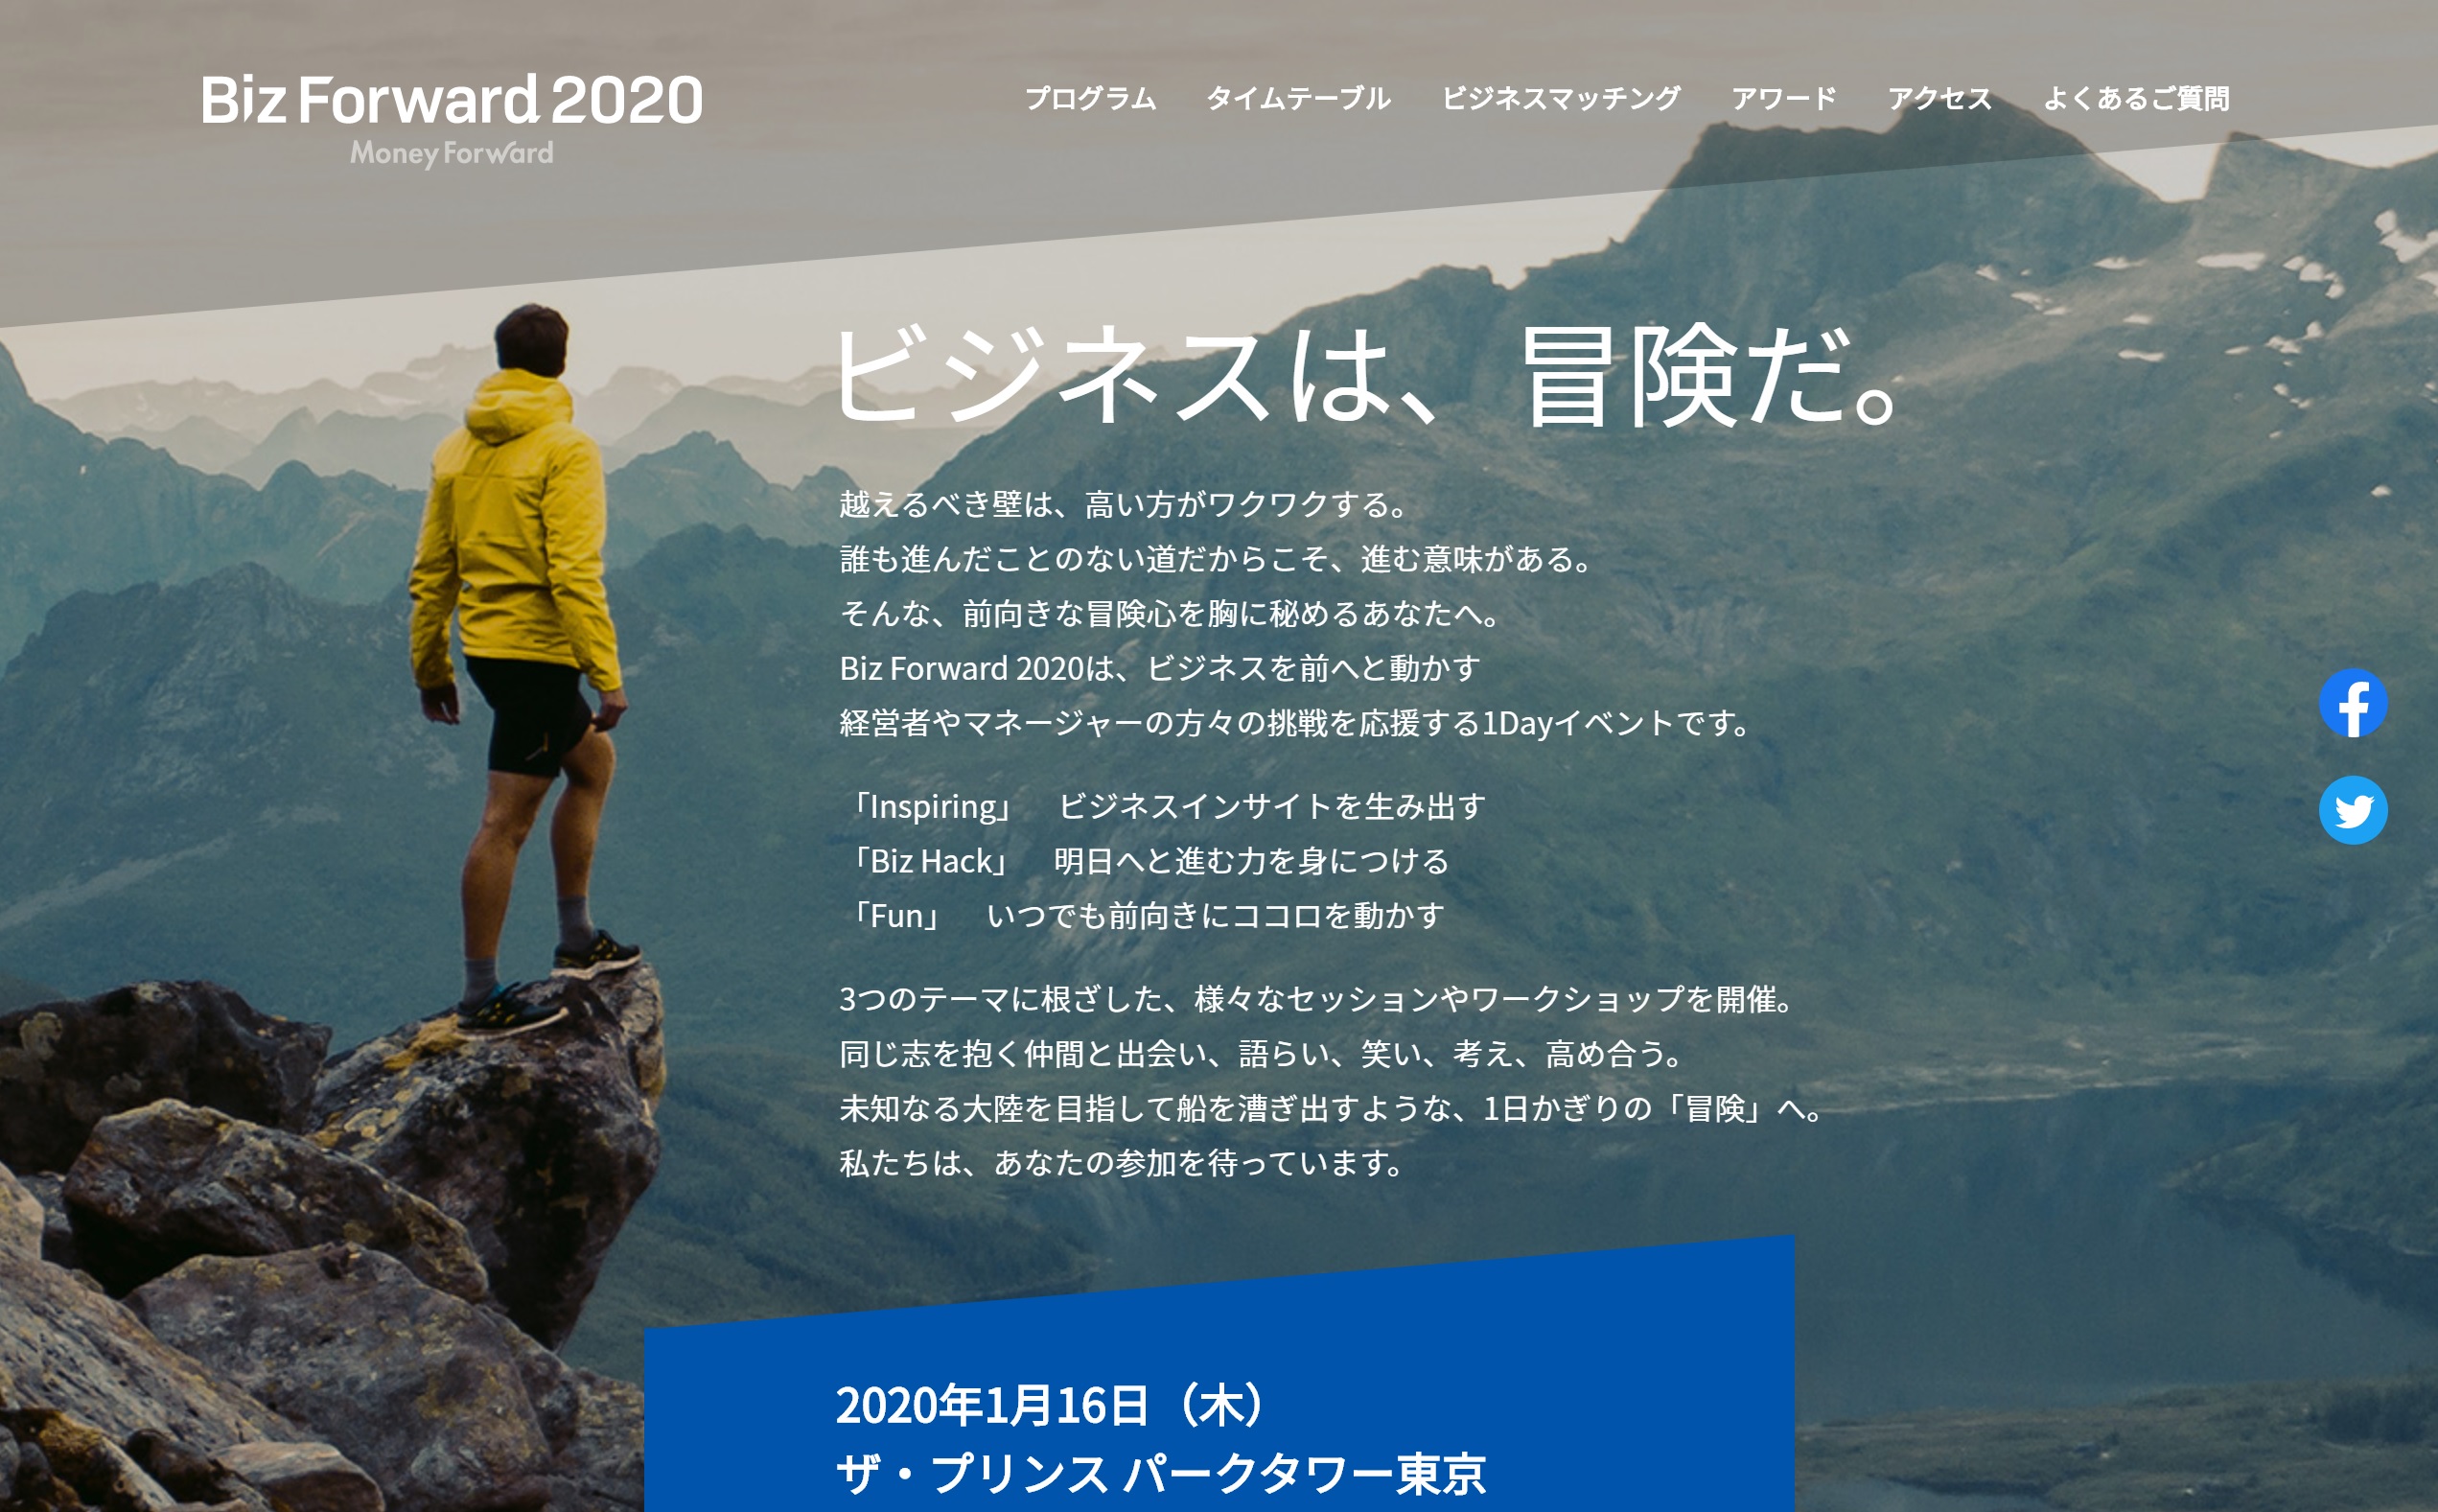 Biz Forward 2020
Money Forward
プログラム タイムテーブル ビジネスマッチング アワード アクセス よくあるご質問
ビジネスは、冒険だ。
越えるべき壁は、高い方がワクワクする。
誰も進んだことのない道だからこそ、進む意味がある。
そんな、前向きな冒険心を胸に秘めるあなたへ。
Biz Forward 2020は、ビジネスを前へと動かす
経営者やマネージャーの方々の挑戦を応援する1Dayイベントです。
「Inspiring」　ビジネスインサイトを生み出す
「Biz Hack」　明日へと進む力を身につける
「Fun」　いつでも前向きにココロを動かす
3つのテーマに根ざした、様々なセッションやワークショップを開催。
同じ志を抱く仲間と出会い、語らい、笑い、考え、高め合う。
未知なる大陸を目指して船を漕ぎ出すような、1日かぎりの「冒険」へ。
私たちは、あなたの参加を待っています。
2020年1月16日（木）
ザ・プリンス パークタワー東京